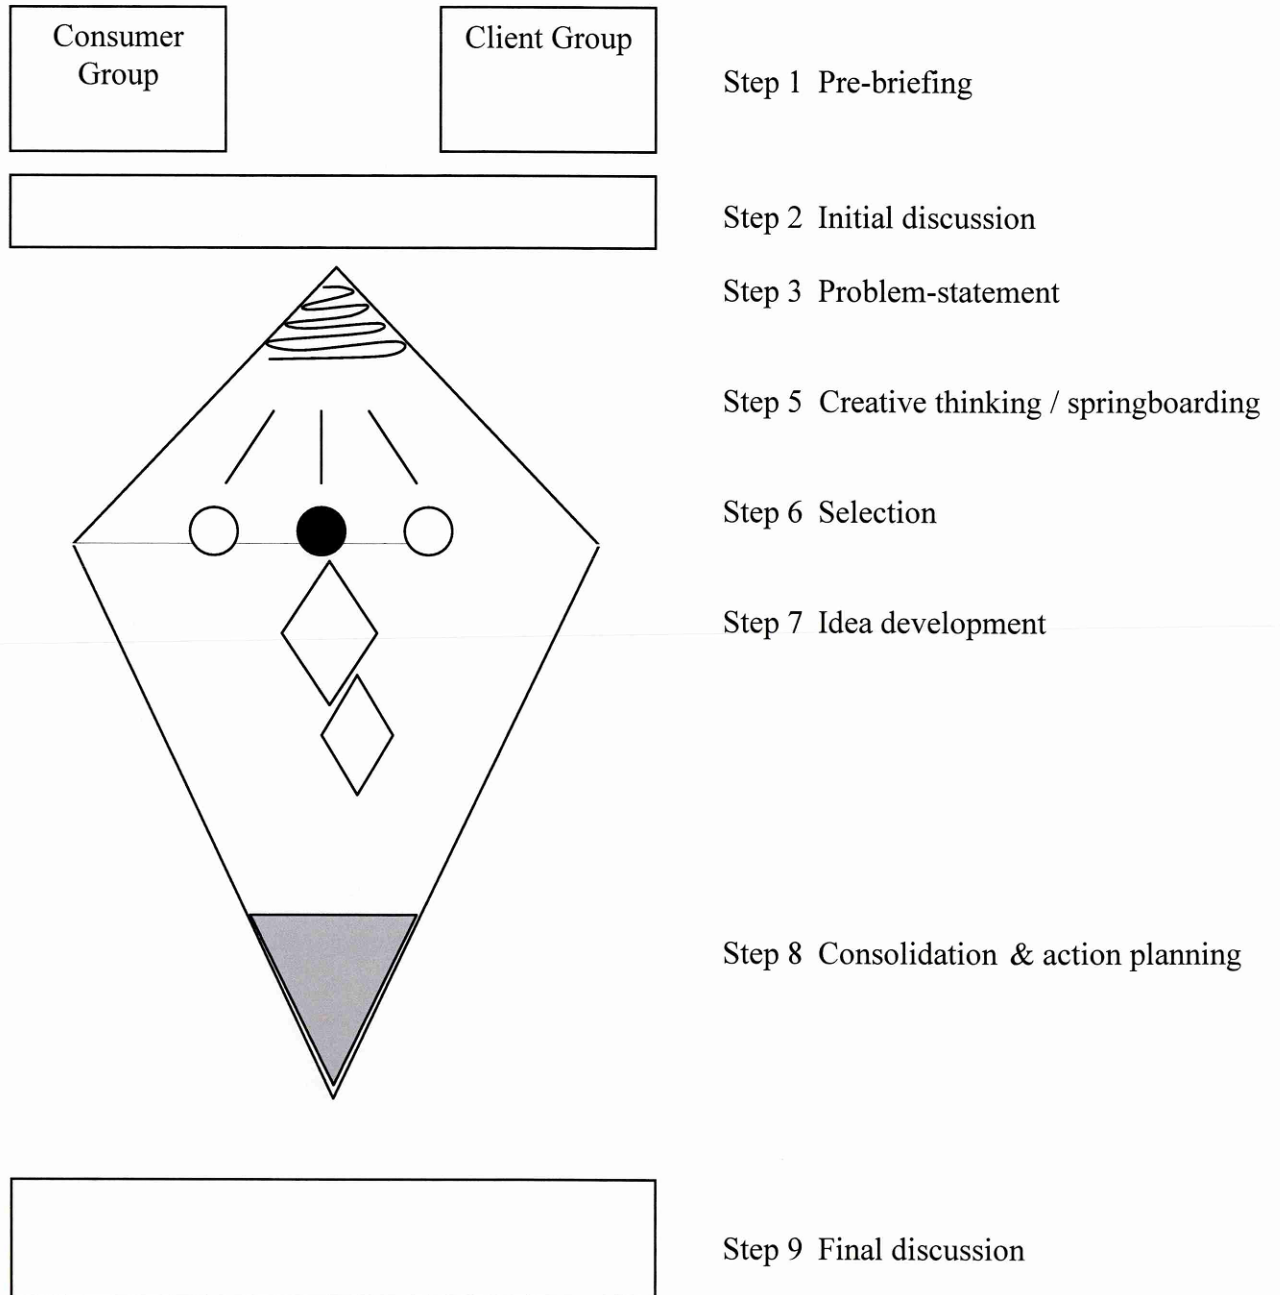 Consumer
Group
Client Group
Step 1 Pre-briefing
Step 2 Initial discussion
Step 3 Problem-statement
Step 5 Creative thinking / springboarding
Step 6 Selection
Step 7 Idea development
Step 8 Consolidation & action planning
Step 9 Final discussion